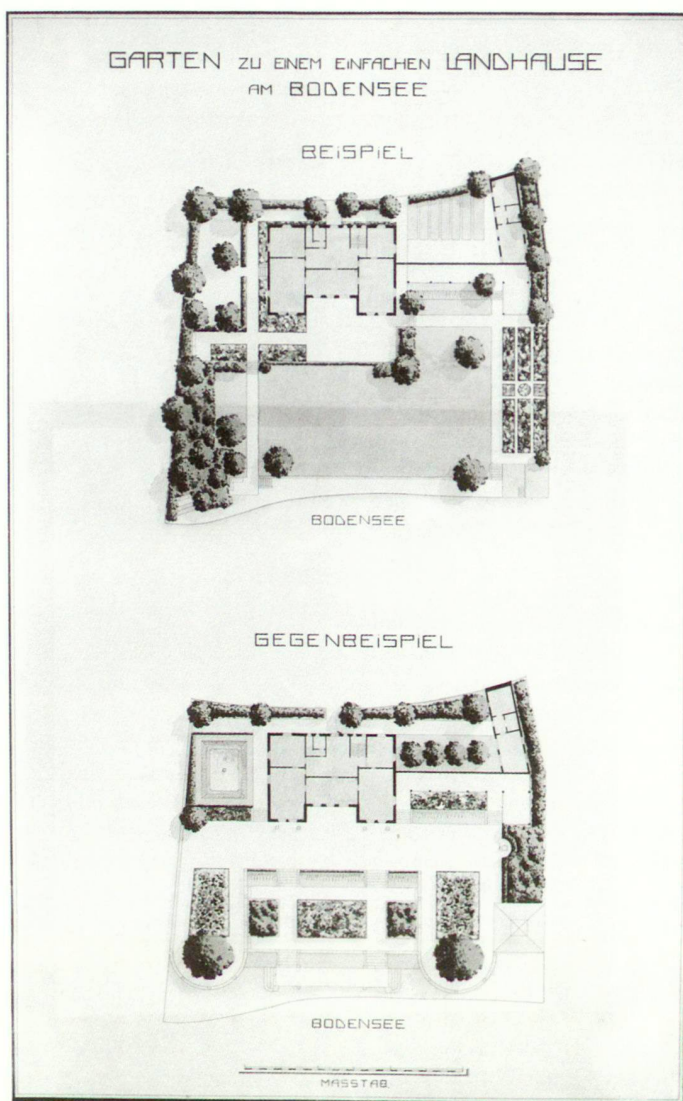 GARTEN ZU EINEM EINFACHEN LANDHAUSE
AM BODENSEE
BEISPIEL
BODENSEE
GEGENBEISPIEL
BODENSEE
MASSTAB.